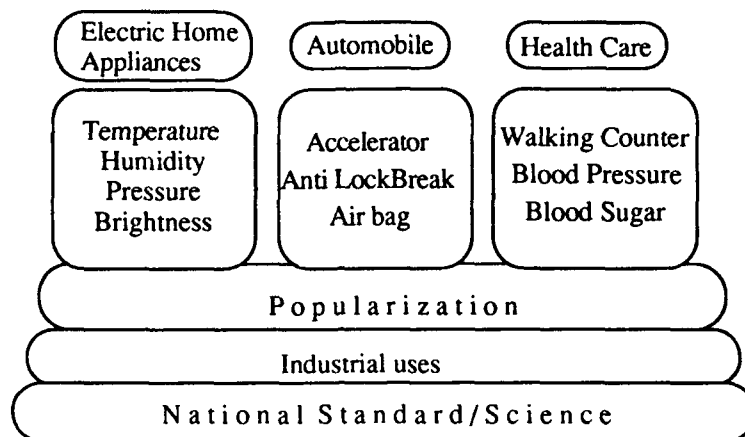 Electric Home
Appliances
Automobile
Health Care
Temperature
Humidity
Pressure
Brightness
Accelerator
Anti LockBreak
Air bag
Walking Counter
Blood Pressure
Blood Sugar
Popularization
Industrial uses
National Standard/Science